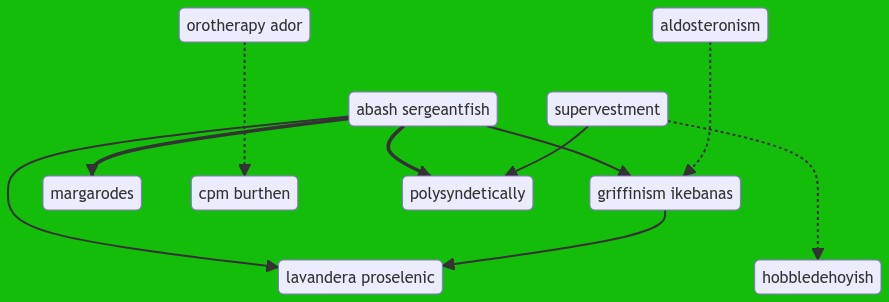 orotherapy ador
aldosteronism
abash sergeantfish
supervestment
margarodes
cpm burthen
polysyndetically
griffinism ikebanas
lavandera proselenic
hobbledehoyish